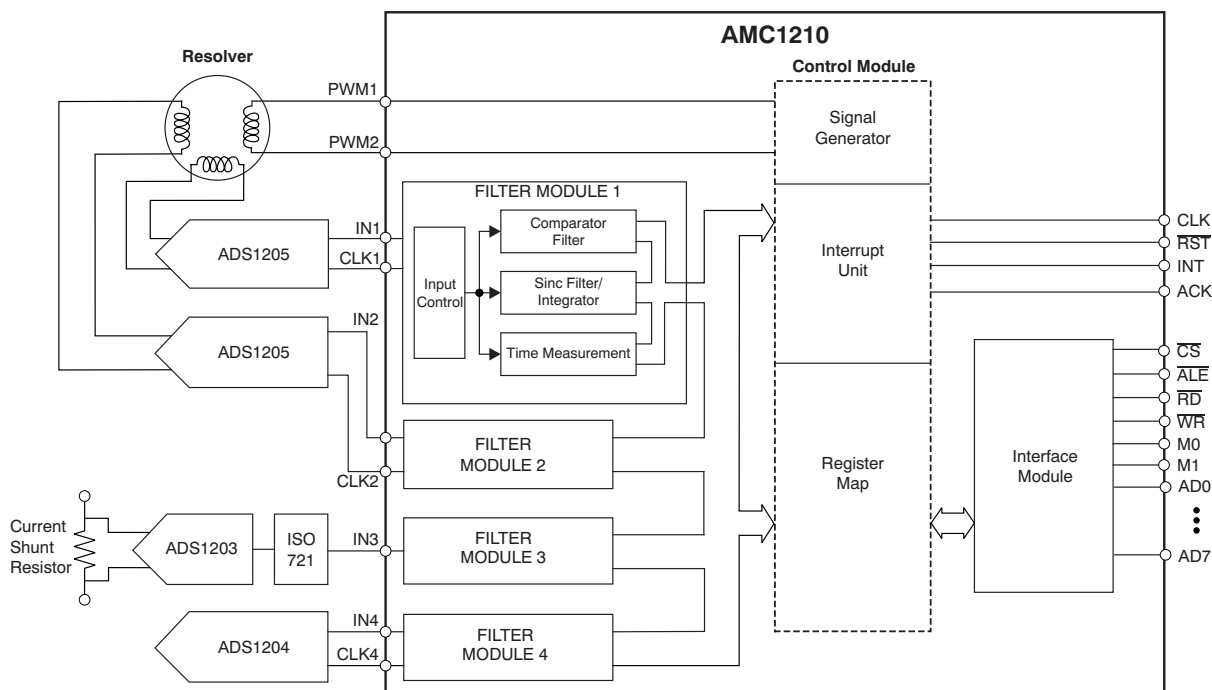 AMC1210
Resolver
Control Module
PWM1
PWM2
Signal
Generator
FILTER MODULE 1
Comparator
Filter
Sinc Filter/
Integrator
Time Measurement
Input
Control
IN1
CLK1
ADS1205
Interrupt
Unit
CLK
RST
INT
ACK
IN2
ADS1205
CLK2
FILTER
MODULE 2
Register
Map
Interface
Module
CS
ALE
RD
WR
M0
M1
AD0
AD7
Current
Shunt
Resistor
ADS1203
ISO
721
IN3
FILTER
MODULE 3
ADS1204
IN4
CLK4
FILTER
MODULE 4